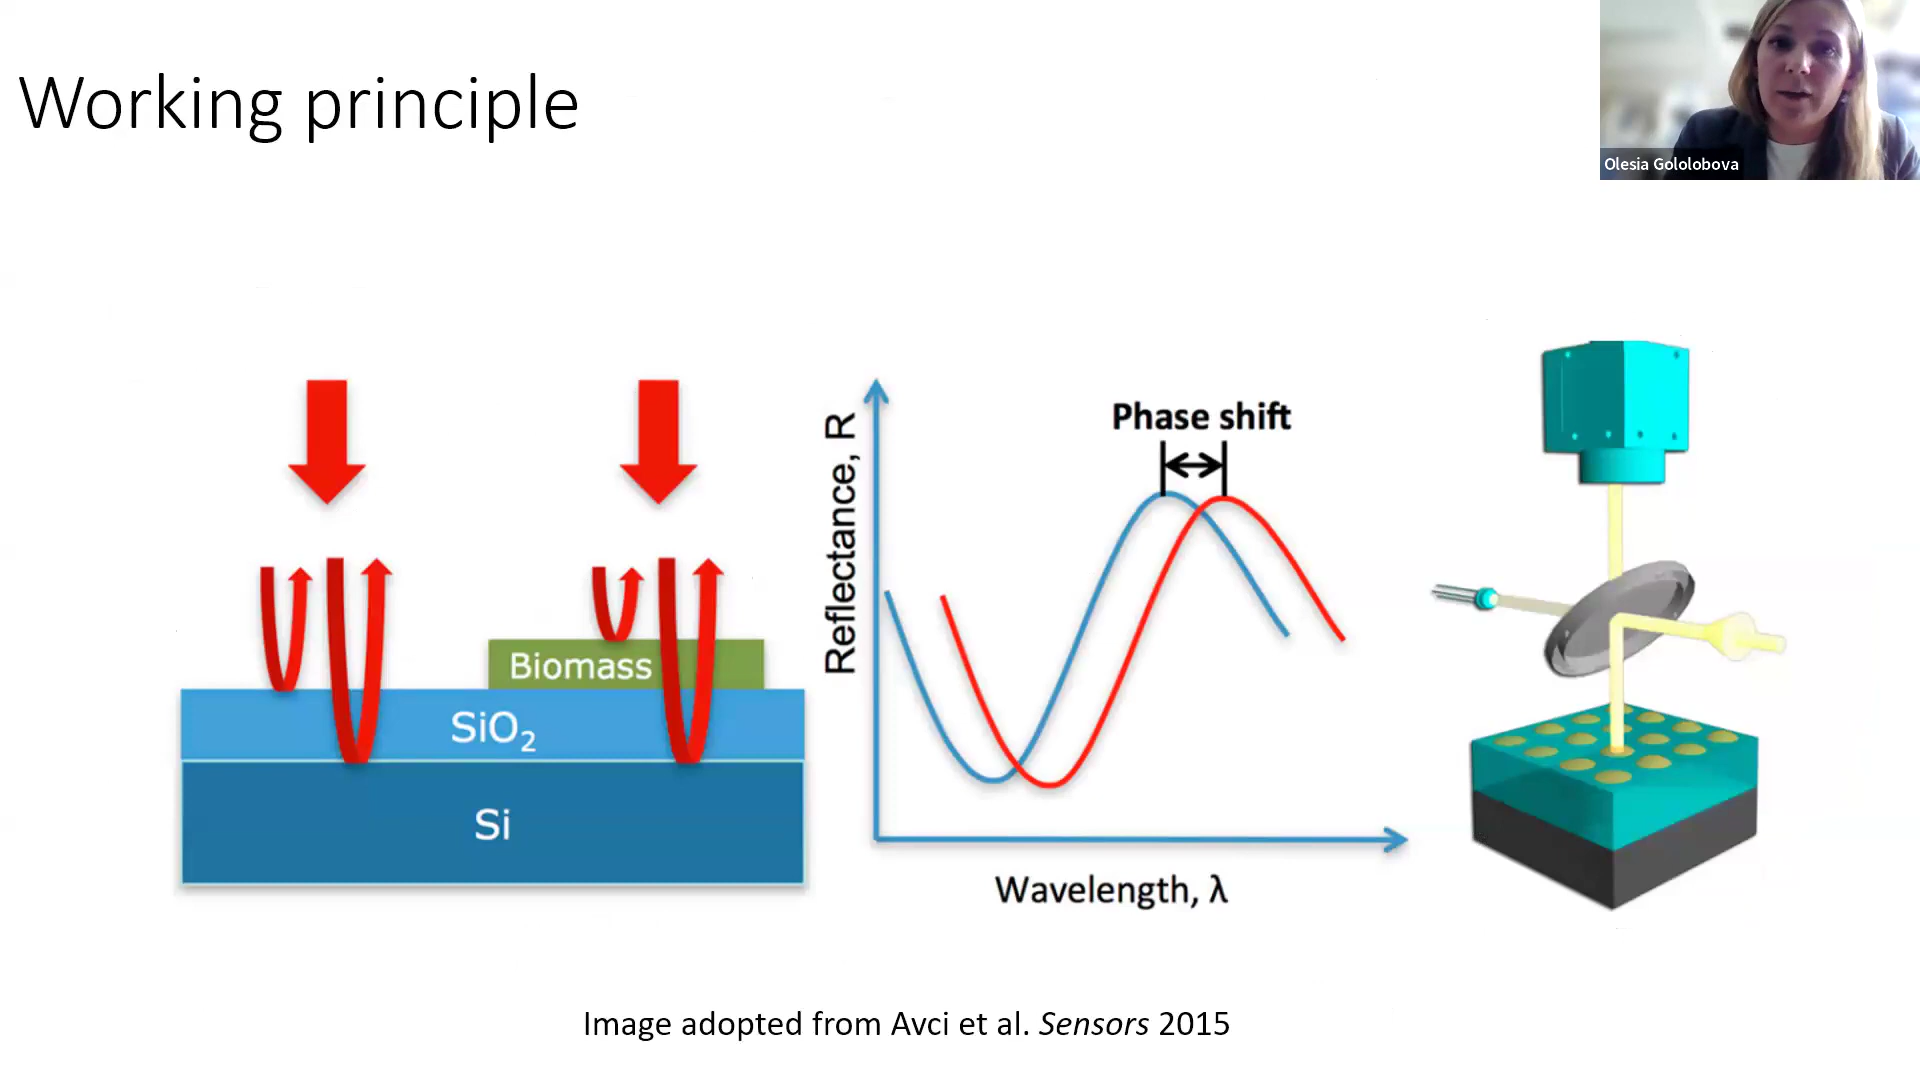 Working principle
Olesia Gololobova
Biomass
SiO₂
Si
Reflectance, R
Phase shift
Wavelength, λ
Image adopted from Avci et al. Sensors 2015